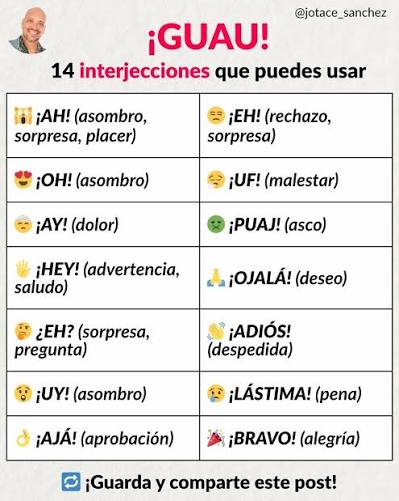 @jotace_sanchez
¡GUAU!
14 interjecciones que puedes usar
¡AH! (asombro,
sorpresa, placer)
¡EH! (rechazo,
sorpresa)
¡OH! (asombro)
¡UF! (malestar)
¡AY! (dolor)
¡PUAJ! (asco)
¡HEY! (advertencia,
saludo)
¡OJALÁ! (deseo)
¿EH? (sorpresa,
pregunta)
¡ADIÓS!
(despedida)
¡UY! (asombro)
¡LÁSTIMA! (pena)
¡AJÁ! (aprobación)
¡BRAVO! (alegría)
¡Guarda y comparte este post!